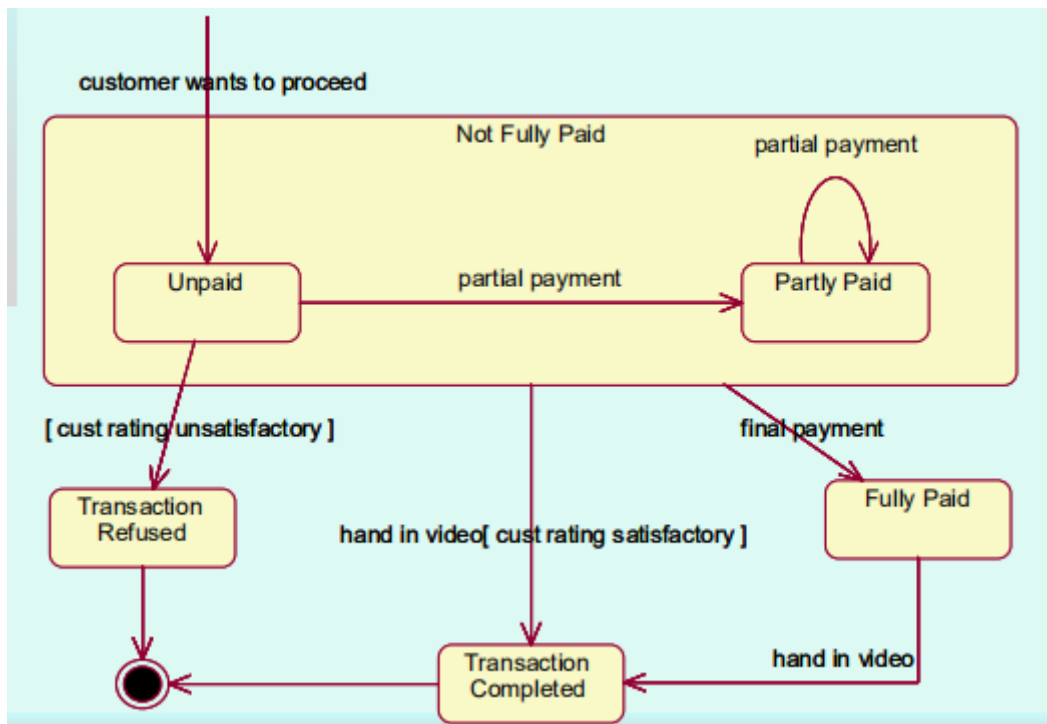 customer wants to proceed
Not Fully Paid
partial payment
Unpaid
partial payment
Partly Paid
[ cust rating unsatisfactory ]
final payment
Transaction
Refused
Fully Paid
hand in video[ cust rating satisfactory ]
Transaction
Completed
hand in video